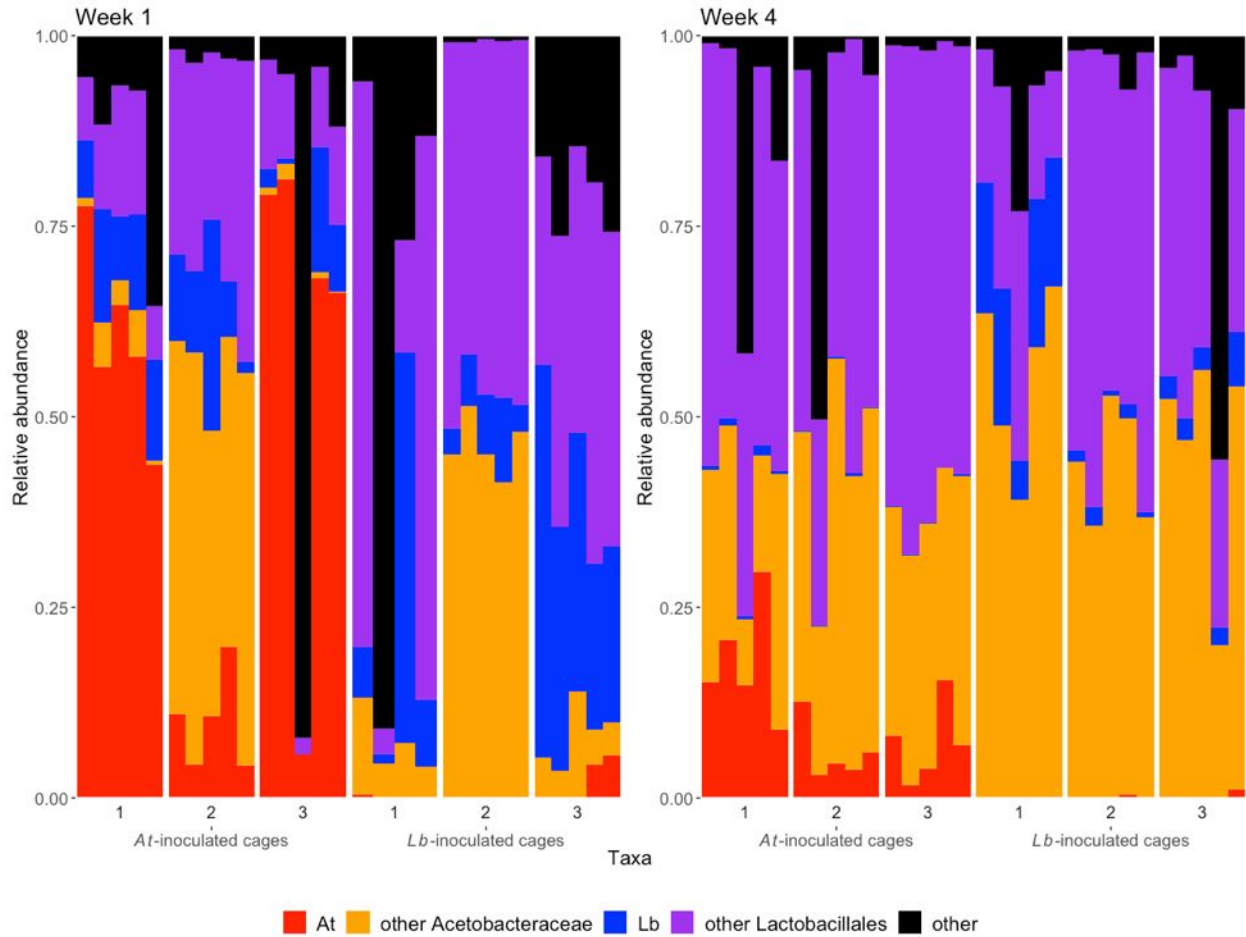 Week 1
Week 4
Relative abundance
1.00
0.75
0.50
0.25
0.00
1 2 3 1 2 3
At-inoculated cages Lb-inoculated cages
Relative abundance
1.00
0.75
0.50
0.25
0.00
1 2 3 1 2 3
At-inoculated cages Lb-inoculated cages
Taxa
At other Acetobacteraceae Lb other Lactobacillales other